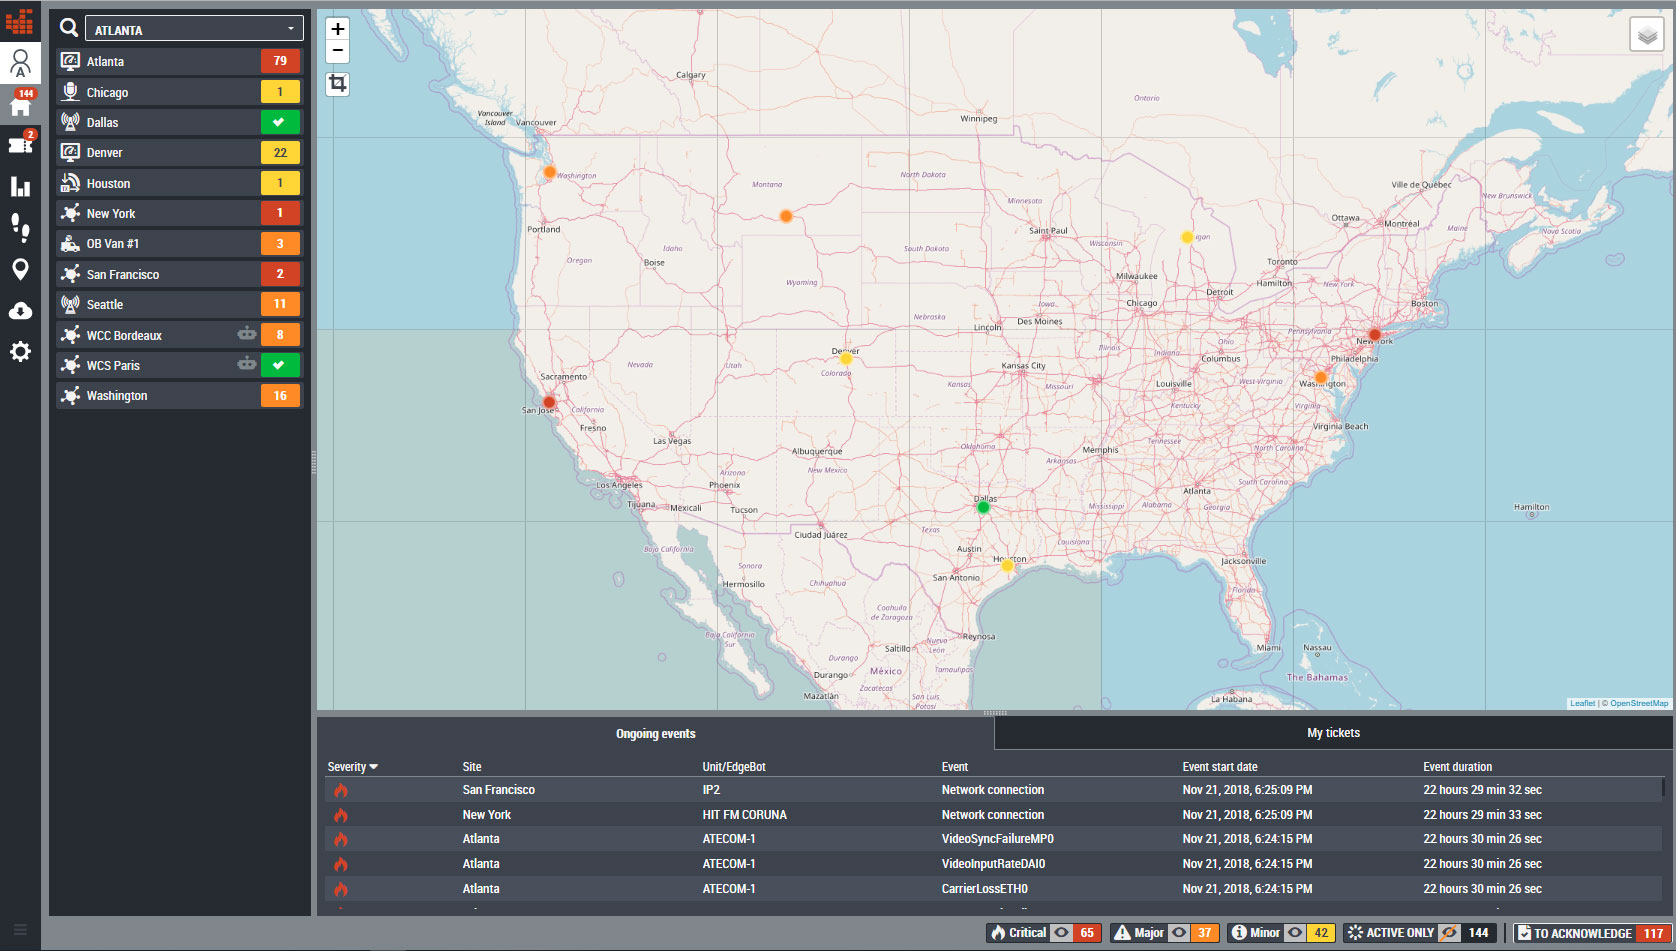 A
144
2
ATLANTA
Atlanta 79
Chicago 1
Dallas
Denver 22
Houston 1
New York 1
OB Van #1 3
San Francisco 2
Seattle 11
WCC Bordeaux 8
WCS Paris
Washington 16
+
−
Calgary
Ontario
Vancouver Island
Vancouver
Winnipeg
Washington
Montana
North Dakota
Minnesota
Ville de Québec
New Brunswick
Ottawa
Montréal
Maine
Nova Scotia
Portland
Saint Paul
Wisconsin
igan
Oregon
Idaho
Boise
South Dakota
Toronto
Hamilton
New York
Milwaukee
Detroit
Wyoming
Iowa
Chicago
Boston
Nebraska
Lincoln
Des Moines
Pennsylvania
New York
Illinois
Indiana
Ohio
Columbus
Philadelphia
Denver
Colorado
Nevada
Utah
Kansas City
Kansas
Missouri
Louisville
West Virginia
Washington
Sacramento
San José
California
Fresno
Kentucky
Virginia
Virginia Beach
Las Vegas
Albuquerque
New Mexico
Oklahoma
Memphis
Tennessee
North Carolina
Arkansas
Arizona
Los Angeles
Phoenix
South Carolina
Atlanta
Tijuana
Mexicali
Tucson
Dallas
Mississippi
Alabama
Georgia
Hamilton
Ciudad Juárez
Texas
Louisiana
Baja California
Austin
Houston
San Antonio
Jacksonville
Sonora
Hermosillo
Chihuahua
Florida
Coahuila de Zaragoza
Baja California Sur
Nuevo León
Reynosa
Saltillo
Miami
Nassau
Durango
México
Tamaulipas
Durango
The Bahamas
Zacatecas
Mazatlán
San Luis Potosí
La Habana
Leaflet | © OpenStreetMap
Ongoing events My tickets
Severity Site Unit/EdgeBot Event Event start date Event duration
San Francisco IP2 Network connection Nov 21, 2018, 6:25:09 PM 22 hours 29 min 32 sec
New York HIT FM CORUNA Network connection Nov 21, 2018, 6:25:09 PM 22 hours 29 min 33 sec
Atlanta ATECOM-1 VideoSyncFailureMP0 Nov 21, 2018, 6:24:15 PM 22 hours 30 min 26 sec
Atlanta ATECOM-1 VideoInputRateDAI0 Nov 21, 2018, 6:24:15 PM 22 hours 30 min 26 sec
Atlanta ATECOM-1 CarrierLossETH0 Nov 21, 2018, 6:24:15 PM 22 hours 30 min 26 sec
Critical 65 Major 37 Minor 42 ACTIVE ONLY 144 TO ACKNOWLEDGE 117